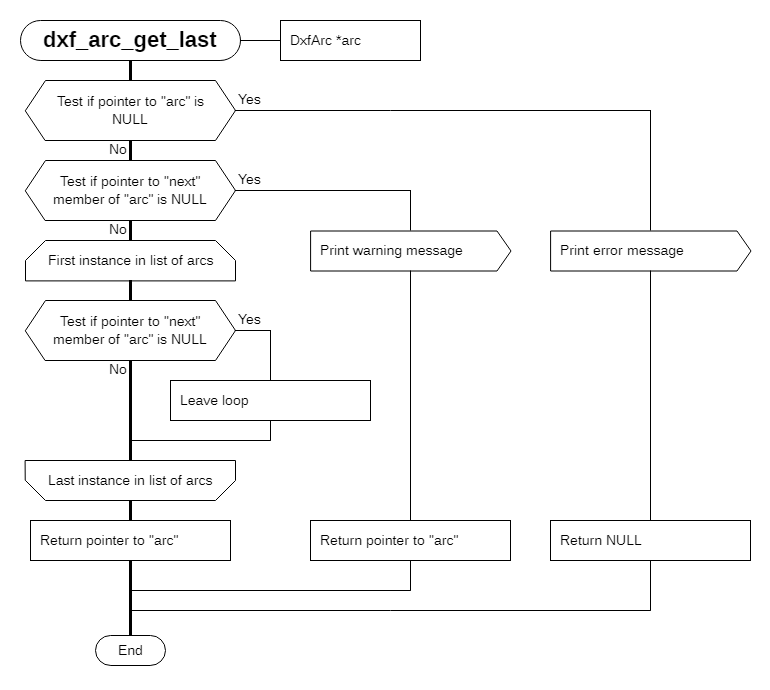 dxf_arc_get_last
DxfArc *arc
Test if pointer to "arc" is
NULL
Yes
No
Test if pointer to "next"
member of "arc" is NULL
Yes
No
First instance in list of arcs
Print warning message
Print error message
Test if pointer to "next"
member of "arc" is NULL
Yes
No
Leave loop
Last instance in list of arcs
Return pointer to "arc"
Return pointer to "arc"
Return NULL
End